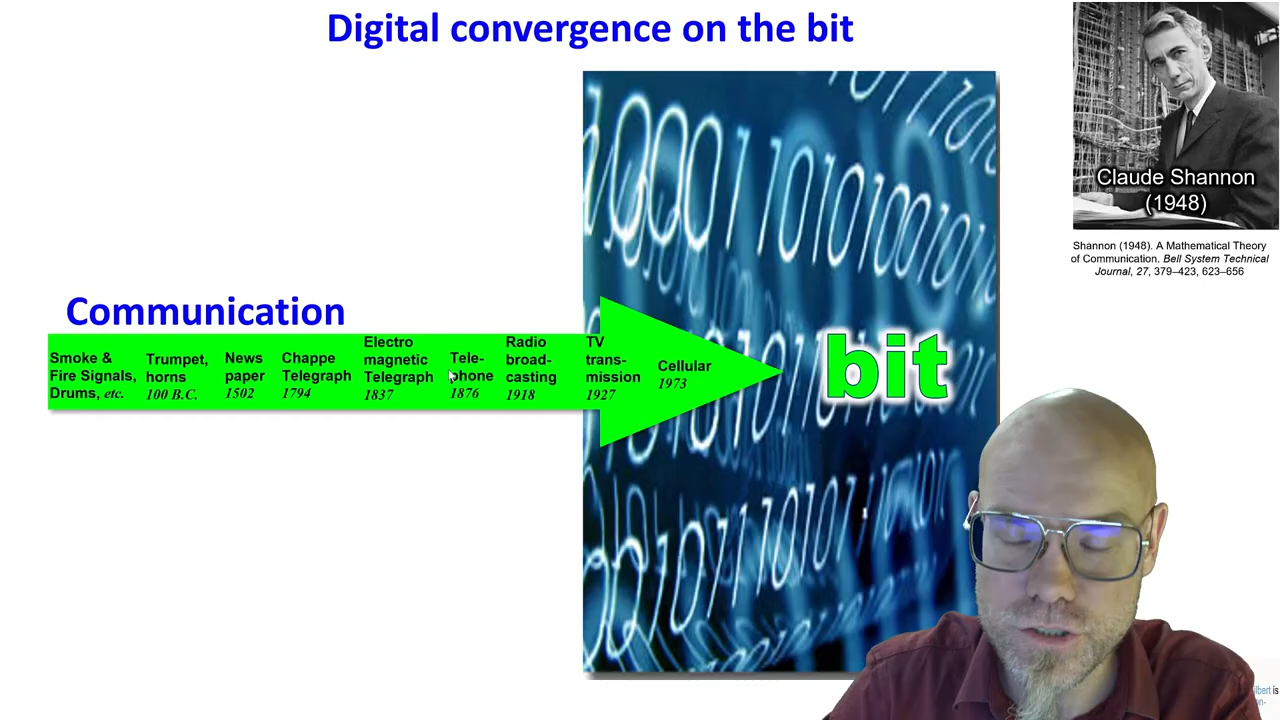 Digital convergence on the bit
Claude Shannon
(1948)
Shannon (1948). A Mathematical Theory
of Communication. Bell System Technical
Journal, 27, 379–423, 623–656
Communication
Smoke &
Fire Signals,
Drums, etc.
Trumpet,
horns
100 B.C.
News
paper
1502
Chappe
Telegraph
1794
Electro
magnetic
Telegraph
1837
Tele-
phone
1876
Radio
broad-
casting
1918
TV
trans-
mission
1927
Cellular
1973
bit